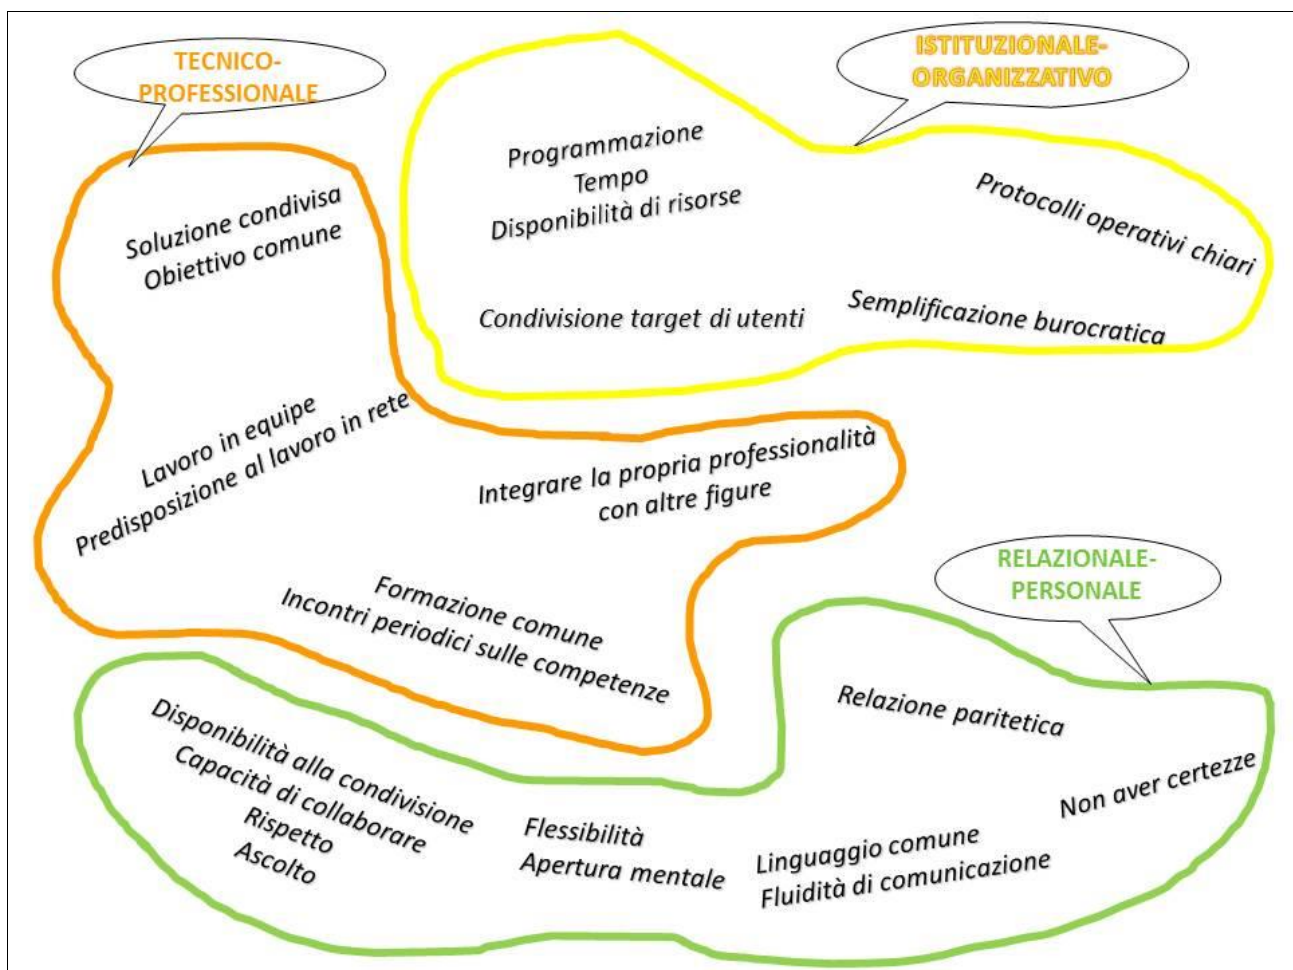 TECNICO-
PROFESSIONALE
Soluzione condivisa
Obiettivo comune
Lavoro in equipe
Predisposizione al lavoro in rete
Integrare la propria professionalità
con altre figure
Formazione comune
Incontri periodici sulle competenze
ISTITUZIONALE-
ORGANIZZATIVO
Programmazione
Tempo
Disponibilità di risorse
Protocolli operativi chiari
Condivisione target di utenti
Semplificazione burocratica
RELAZIONALE-
PERSONALE
Relazione paritetica
Non aver certezze
Disponibilità alla condivisione
Capacità di collaborare
Rispetto
Ascolto
Flessibilità
Apertura mentale
Linguaggio comune
Fluidità di comunicazione